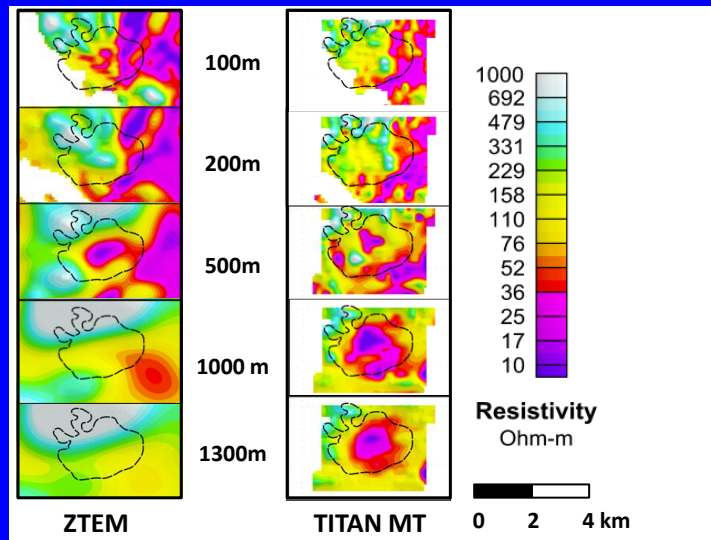 100m
200m
500m
1000 m
1300m
ZTEM
TITAN MT
1000
692
479
331
229
158
110
76
52
36
25
17
10
Resistivity
Ohm-m
0 2 4 km